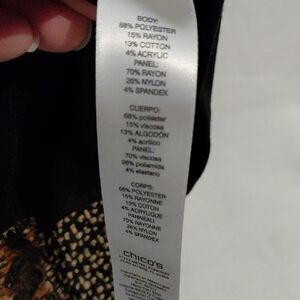 BODY:
68% POLYESTER
15% RAYON
13% COTTON
4% ACRYLIC
PANEL:
70% RAYON
26% NYLON
4% SPANDEX
CUERPO:
68% poliéster
15% viscosa
13% ALGODÓN
4% acrílico
PANEL:
70% viscosa
26% poliamida
4% elastano
CORPS:
68% POLYESTER
15% RAYONNE
13% COTON
4% ACRYLIQUE
PANNEAU:
70% RAYONNE
26% NYLON
4% SPANDEX
chico's